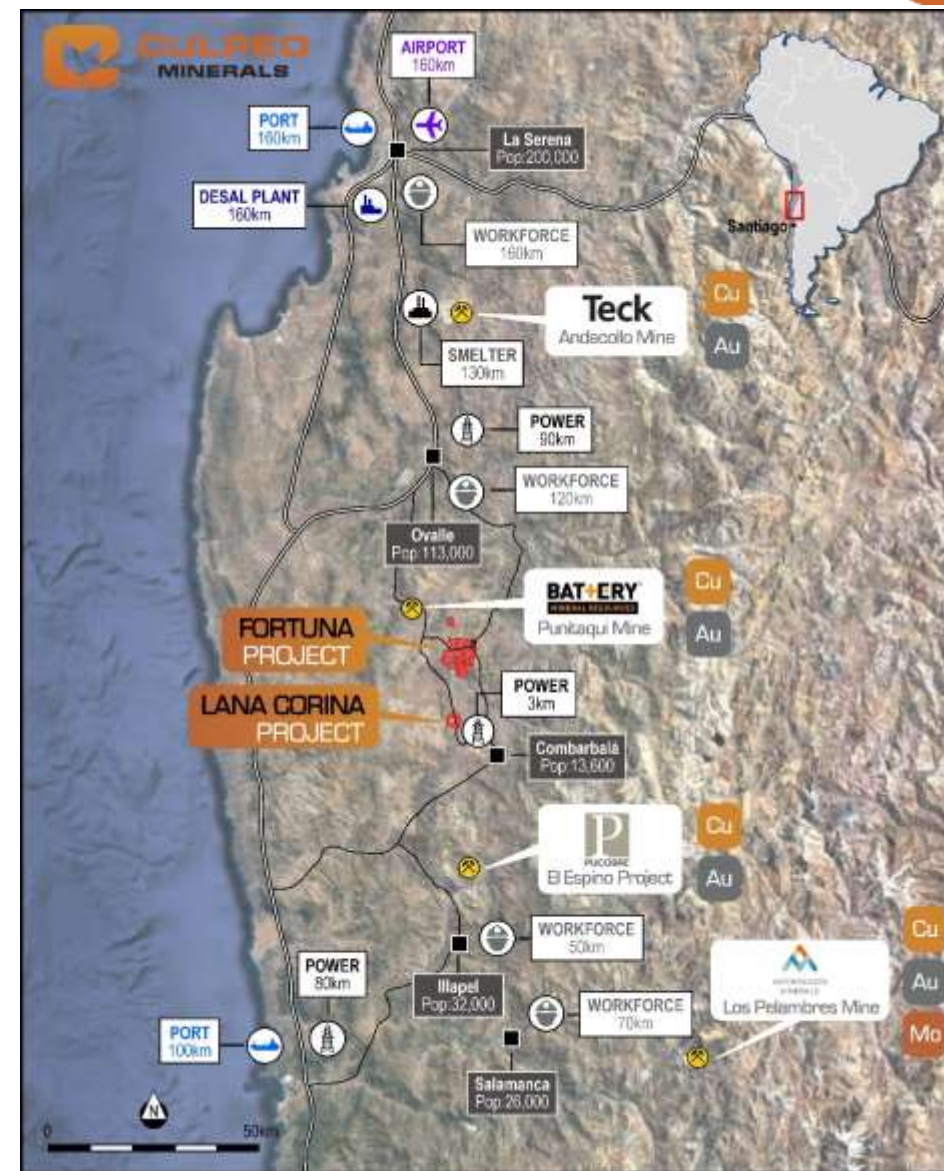 CULPEO
MINERALS
AIRPORT
160km
PORT
160km
La Serena
Pop:200,000
DESAL PLANT
160km
WORKFORCE
160km
Santiago
Teck
Andacollo Mine
Cu
Au
SMELTER
130km
POWER
90km
WORKFORCE
120km
Ovalle
Pop:113,000
BATTERY
MINERAL RESOURCES
Punitaqui Mine
Cu
Au
FORTUNA
PROJECT
LANA CORINA
PROJECT
POWER
3km
Combarbalá
Pop:13,600
PUCOBRE
El Espino Project
Cu
Au
WORKFORCE
50km
POWER
80km
Illapel
Pop:32,000
ANTOFAGASTA
MINERALS
Los Pelambres Mine
Cu
Au
Mo
WORKFORCE
70km
PORT
100km
Salamanca
Pop:26,000
N
0
50km